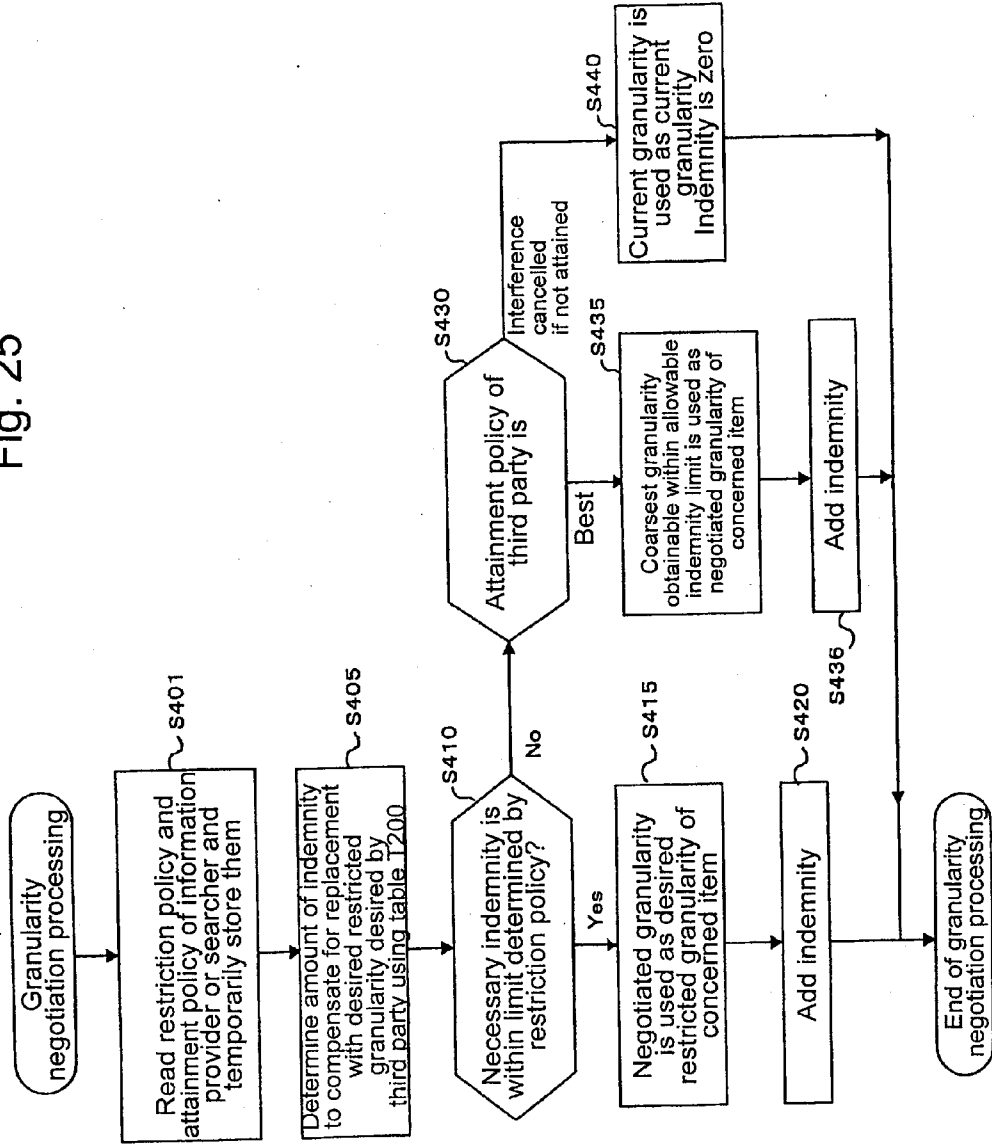 Fig. 25
Granularity
negotiation processing
S401
Read restriction policy and
attainment policy of information
provider or searcher and
temporarily store them
S405
Determine amount of indemnity
to compensate for replacement
with desired restricted
granularity desired by
third party using table T200
S410
Necessary indemnity is
within limit determined by
restriction policy?
No
Yes
S415
Negotiated granularity
is used as desired
restricted granularity of
concerned item
S420
Add indemnity
End of granularity
negotiation processing
S430
Attainment policy of
third party is
Interference
cancelled
if not attained
Best
S435
Coarsest granularity
obtainable within allowable
indemnity limit is used as
negotiated granularity of
concerned item
S436
Add indemnity
S440
Current granularity is
used as current
granularity
Indemnity is zero